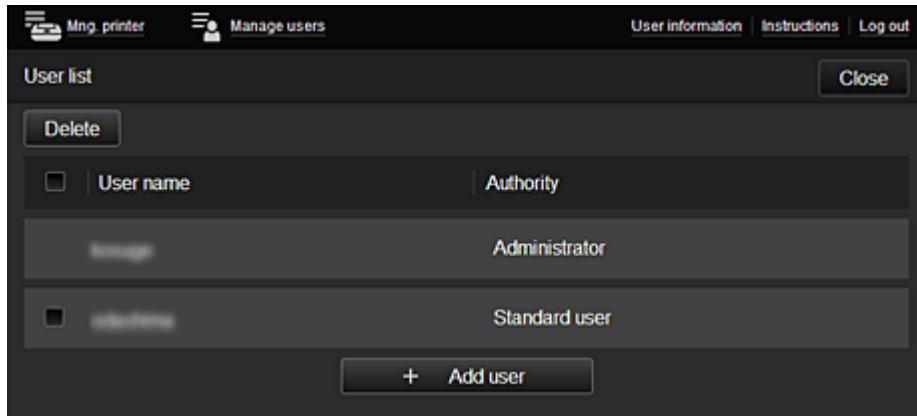 Mng. printer Manage users User information Instructions Log out
User list Close
Delete
User name Authority
Administrator
Standard user
+ Add user